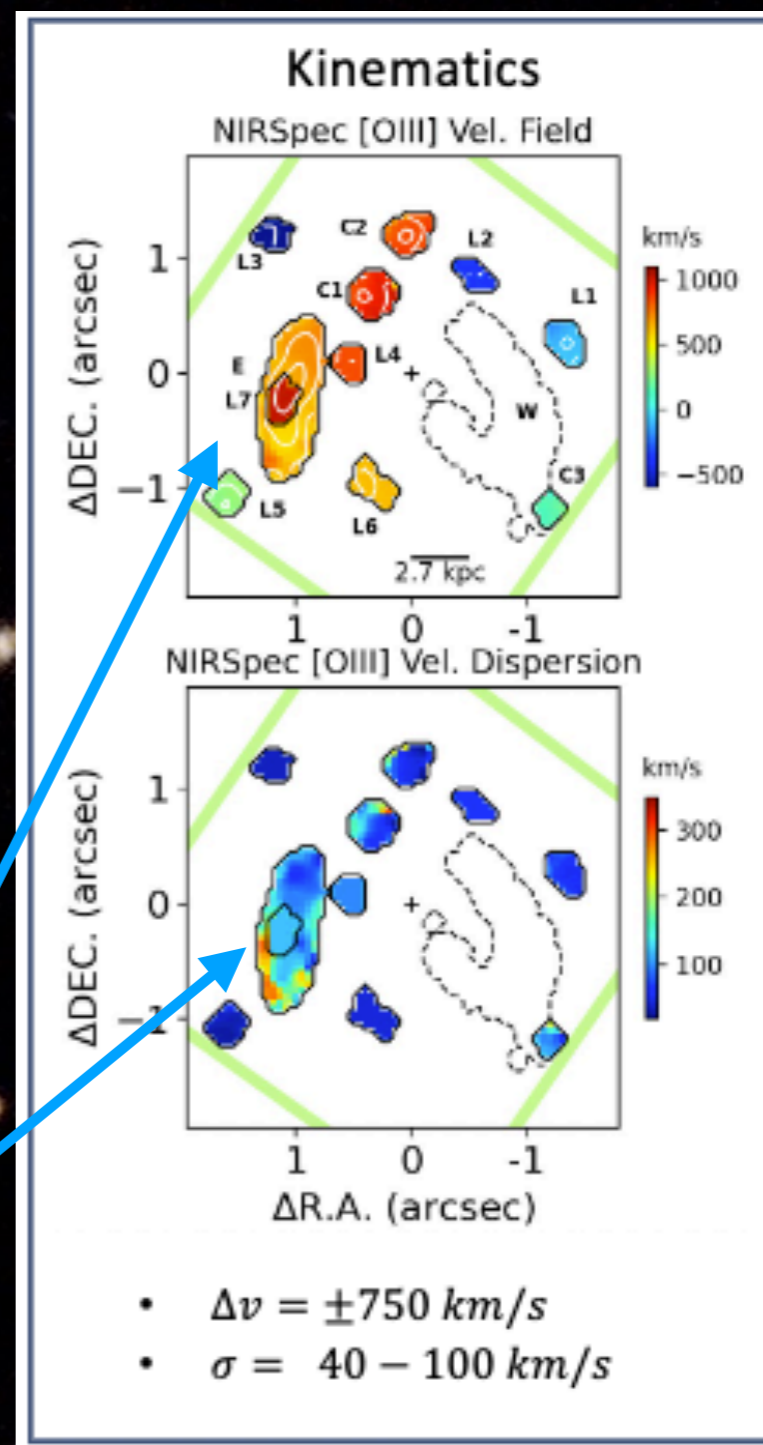 Kinematics
NIRSpec [OIII] Vel. Field
km/s
C2
L2
L3
L1
C1
1000
1
L4
500
E
0
L7
0
W
ΔDEC. (arcsec)
C3
−500
−1
L5
L6
2.7 kpc
1 0 -1
NIRSpec [OIII] Vel. Dispersion
km/s
1
300
0
200
ΔDEC. (arcsec)
100
−1
1 0 -1
ΔR.A. (arcsec)
• Δv = ±750 km/s
• σ = 40 − 100 km/s